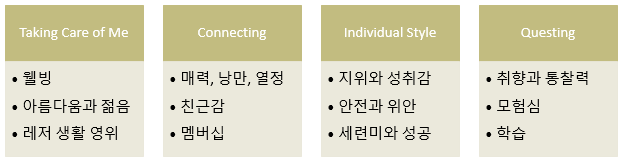 Taking Care of Me
• 웰빙
• 아름다움과 젊음
• 레저 생활 영위
Connecting
• 매력, 낭만, 열정
• 친근감
• 멤버십
Individual Style
• 지위와 성취감
• 안전과 위안
• 세련미와 성공
Questing
• 취향과 통찰력
• 모험심
• 학습